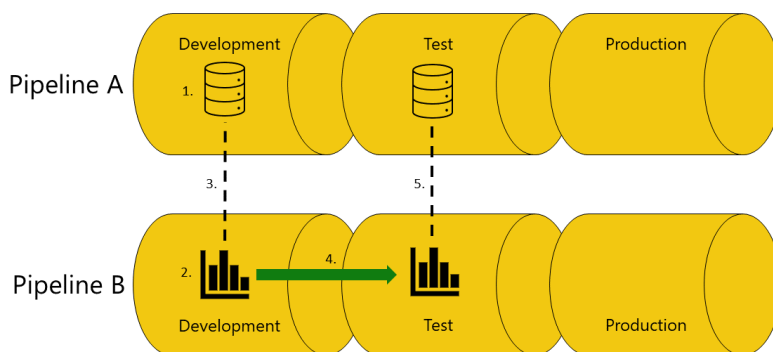 Development
Test
Production
Pipeline A
1.
3.
5.
Pipeline B
2.
4.
Development
Test
Production